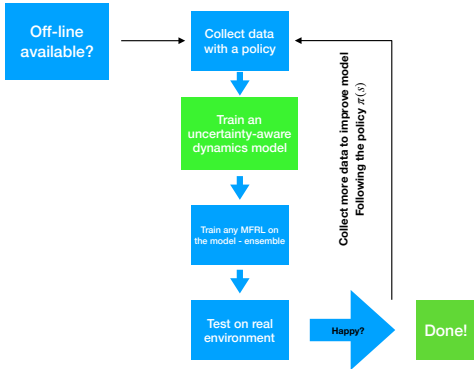 Off-line
available?
Collect data
with a policy
Train an
uncertainty-aware
dynamics model
Train any MFRL on
the model - ensemble
Test on real
environment
Happy?
Done!
Collect more data to improve model
Following the policy π(s)